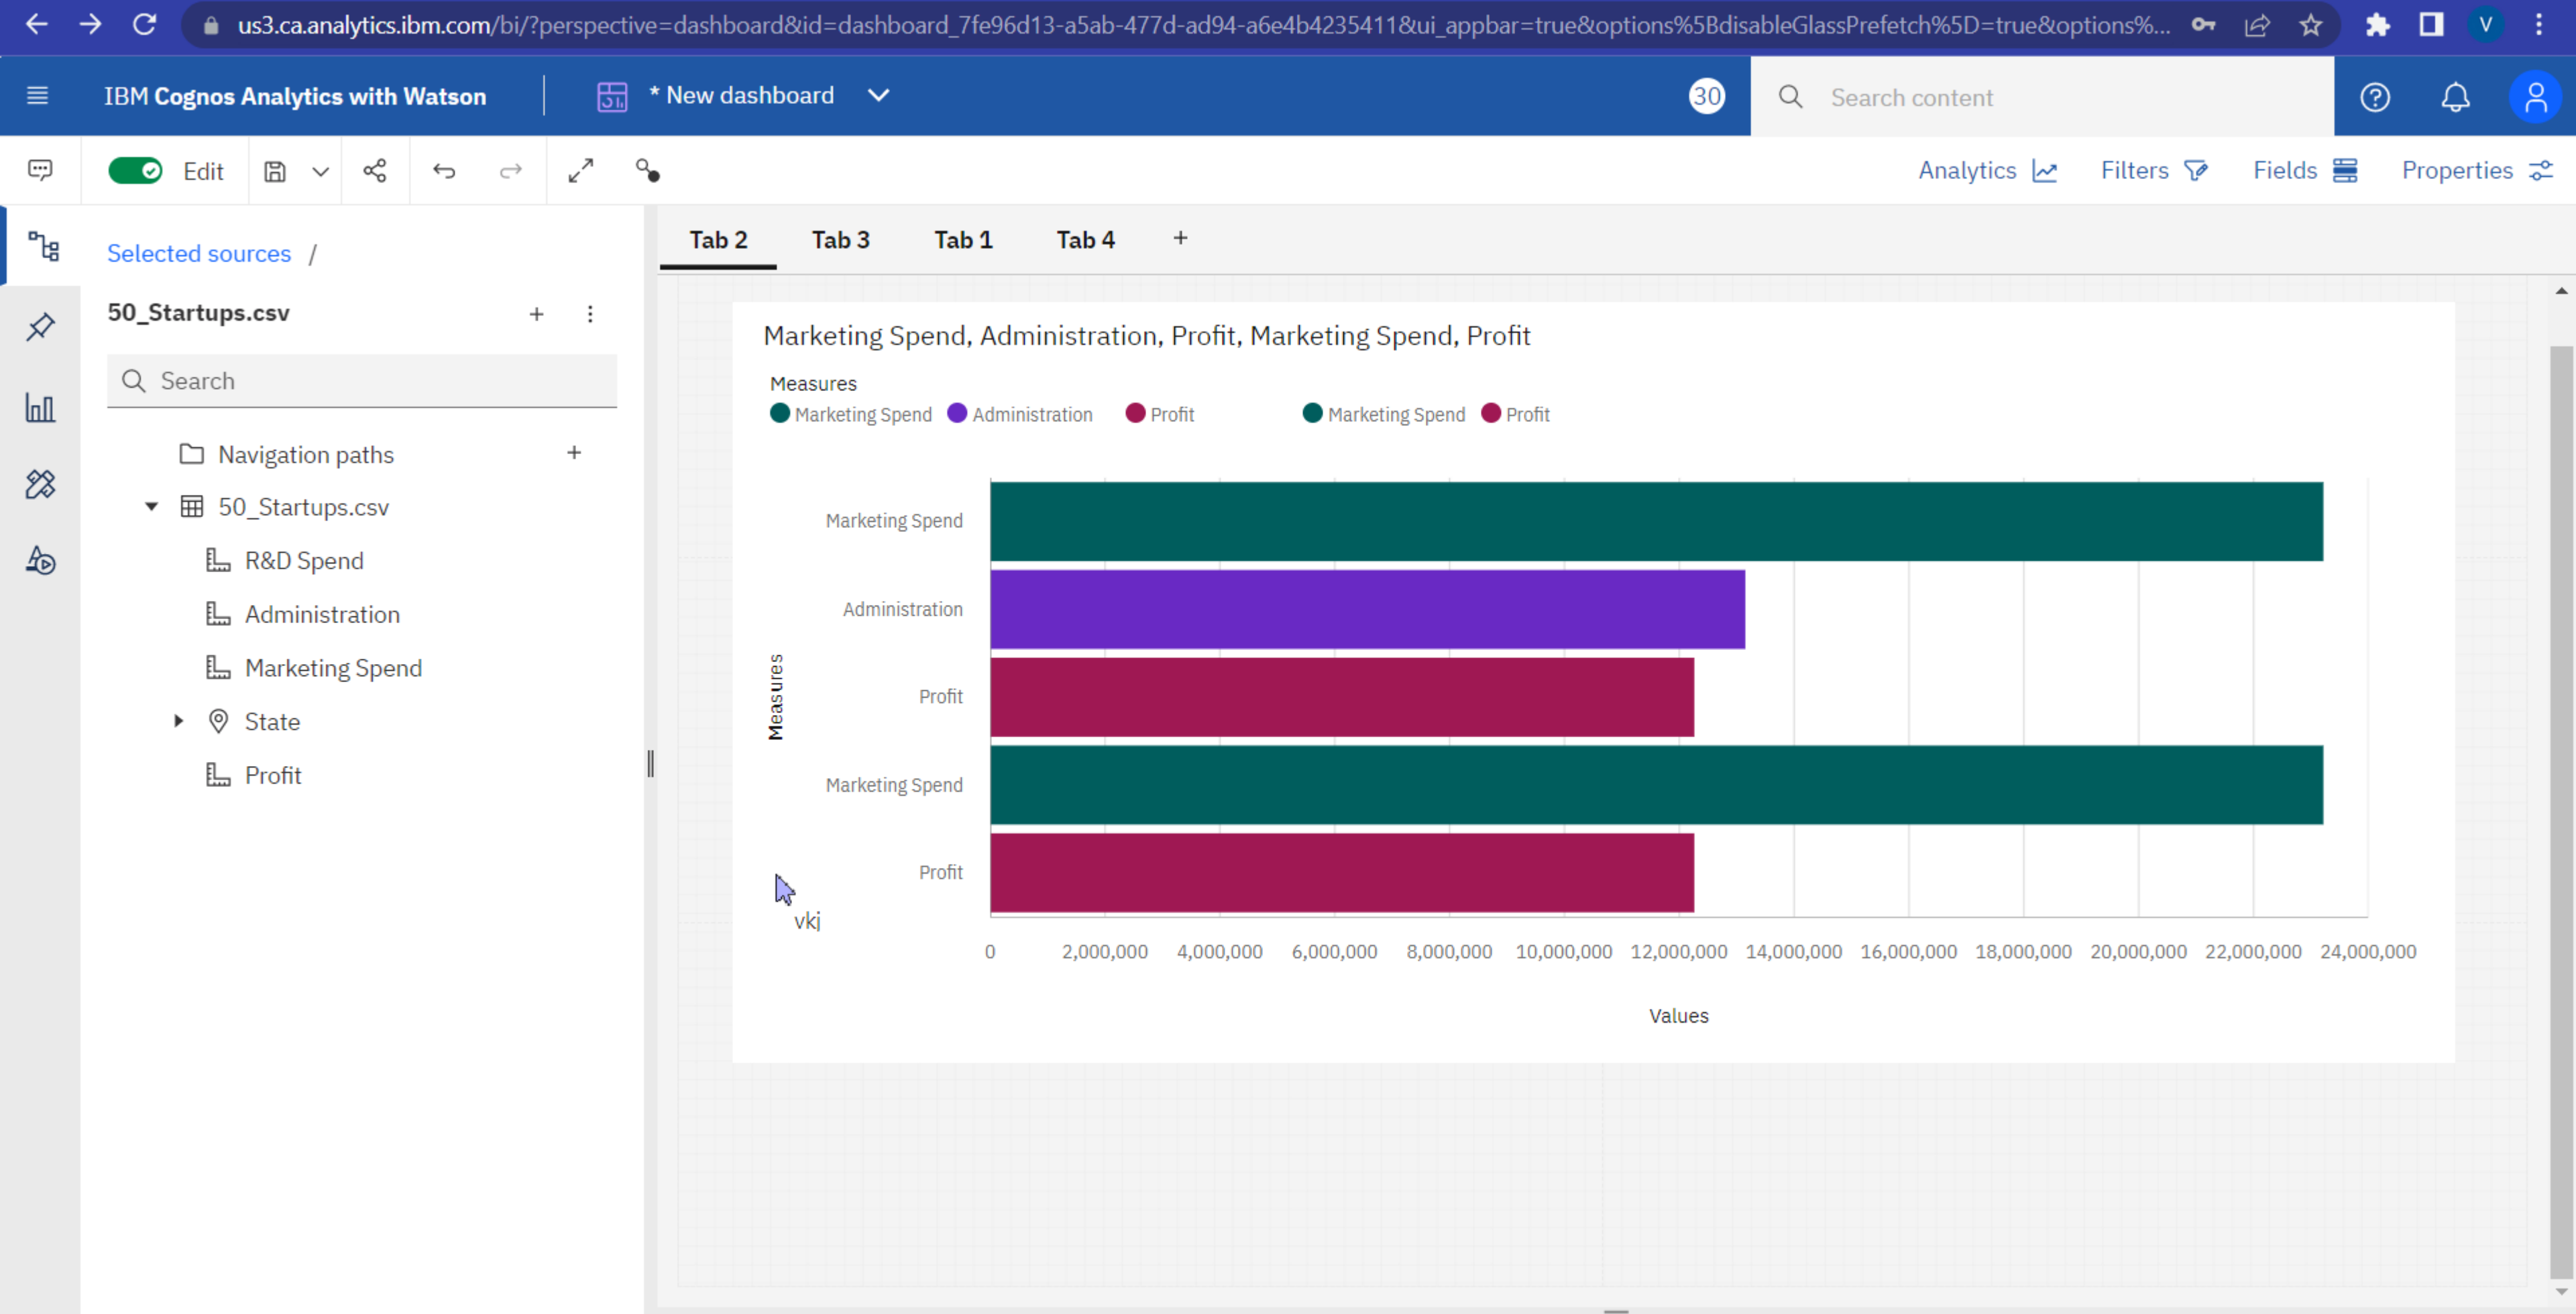 us3.ca.analytics.ibm.com/bi/?perspective=dashboard&id=dashboard_7fe96d13-a5ab-477d-ad94-a6e4b4235411&ui_appbar=true&options%5BdisableGlassPrefetch%5D=true&options%... V
IBM Cognos Analytics with Watson * New dashboard 30 Search content
Edit Analytics Filters Fields Properties
Selected sources /
50_Startups.csv
Search
Navigation paths
50_Startups.csv
R&D Spend
Administration
Marketing Spend
State
Profit
Tab 2 Tab 3 Tab 1 Tab 4 +
Marketing Spend, Administration, Profit, Marketing Spend, Profit
Measures
Marketing Spend Administration Profit Marketing Spend Profit
Measures
Marketing Spend
Administration
Profit
Marketing Spend
Profit
vkj
0 2,000,000 4,000,000 6,000,000 8,000,000 10,000,000 12,000,000 14,000,000 16,000,000 18,000,000 20,000,000 22,000,000 24,000,000
Values